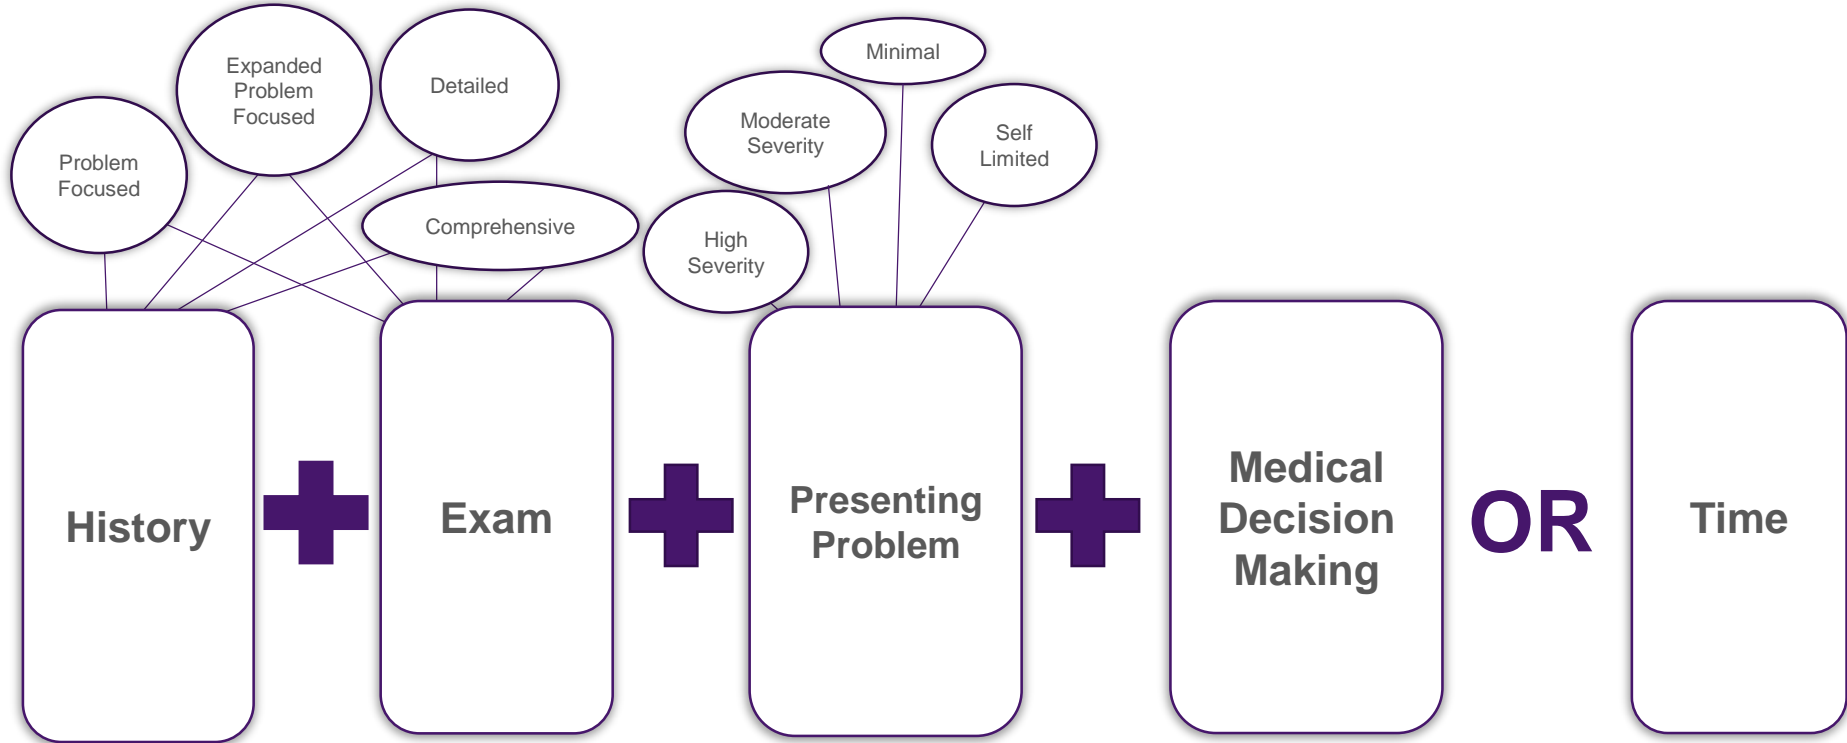 Problem
Focused
Expanded
Problem
Focused
Detailed
Comprehensive
High
Severity
Moderate
Severity
Minimal
Self
Limited
History
Exam
Presenting
Problem
Medical
Decision
Making
OR
Time